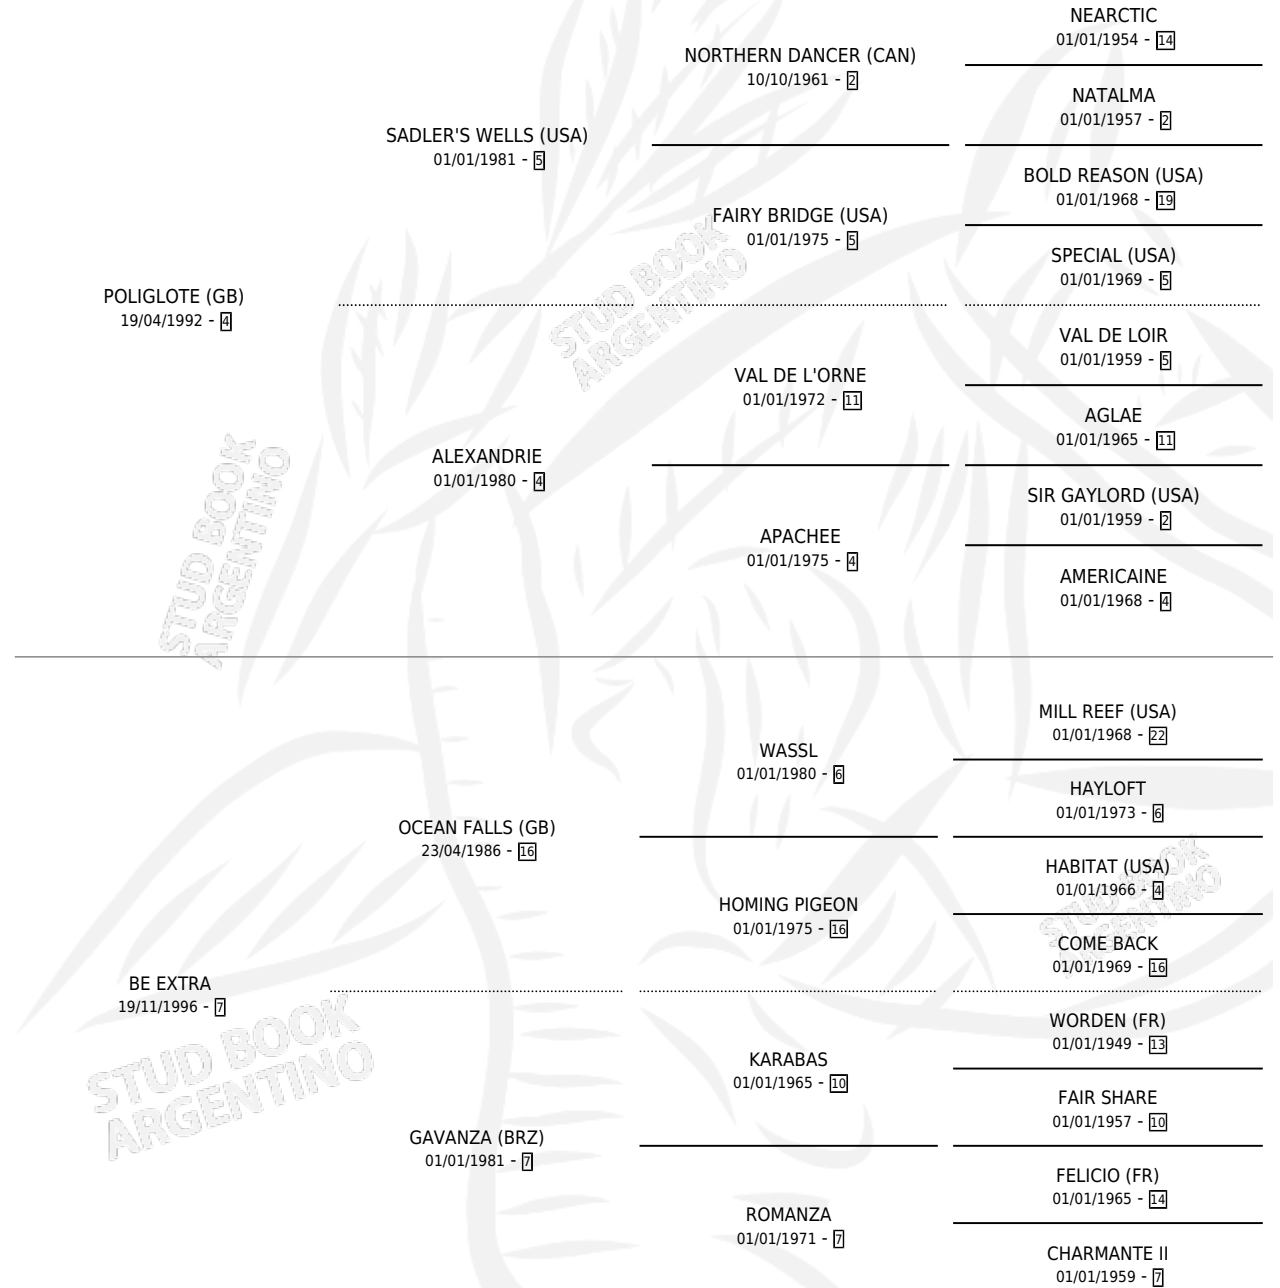 NEARCTIC
01/01/1954 - 14
NORTHERN DANCER (CAN)
10/10/1961 - 2
NATALMA
01/01/1957 - 2
SADLER'S WELLS (USA)
01/01/1981 - 5
BOLD REASON (USA)
01/01/1968 - 19
FAIRY BRIDGE (USA)
01/01/1975 - 5
SPECIAL (USA)
01/01/1969 - 5
STUD BOOK
ARGENTINO
POLIGLOTE (GB)
19/04/1992 - 4
VAL DE LOIR
01/01/1959 - 5
VAL DE L'ORNE
01/01/1972 - 11
AGLAE
01/01/1965 - 11
ALEXANDRIE
01/01/1980 - 4
SIR GAYLORD (USA)
01/01/1959 - 2
APACHEE
01/01/1975 - 4
AMERICAINE
01/01/1968 - 4
STUD BOOK
ARGENTINO
MILL REEF (USA)
01/01/1968 - 22
WASSL
01/01/1980 - 6
HAYLOFT
01/01/1973 - 6
OCEAN FALLS (GB)
23/04/1986 - 16
HABITAT (USA)
01/01/1966 - 4
HOMING PIGEON
01/01/1975 - 16
COME BACK
01/01/1969 - 16
STUD BOOK
ARGENTINO
BE EXTRA
19/11/1996 - 7
WORDEN (FR)
01/01/1949 - 13
KARABAS
01/01/1965 - 10
FAIR SHARE
01/01/1957 - 10
GAVANZA (BRZ)
01/01/1981 - 7
FELICIO (FR)
01/01/1965 - 14
ROMANZA
01/01/1971 - 7
CHARMANTE II
01/01/1959 - 7
STUD BOOK
ARGENTINO